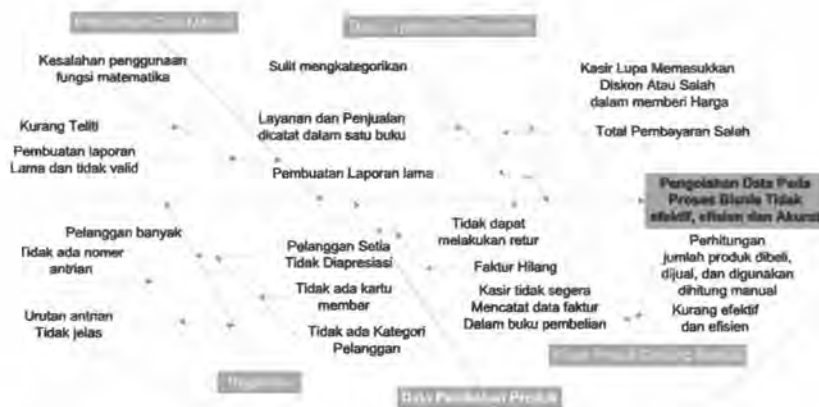 Kesalahan penggunaan
fungsi matematika
Kurang Teliti
Pembuatan laporan
Lama dan tidak valid
Sulit mengkategorikan
Layanan dan Penjualan
dicatat dalam satu buku
Pembuatan Laporan lama
Kasir Lupa Memasukkan
Diskon Atau Salah
dalam memberi Harga
Total Pembayaran Salah
Pengolahan Data Pada
Proses Bisnis Tidak
efektif, efisien dan Akurat
Pelanggan banyak
Tidak ada nomer
antrian
Urutan antrian
Tidak jelas
Pelanggan Setia
Tidak Diapresiasi
Tidak ada kartu
member
Tidak ada Kategori
Pelanggan
Tidak dapat
melakukan retur
Faktur Hilang
Kasir tidak segera
Mencatat data faktur
Dalam buku pembelian
Perhitungan
jumlah produk dibeli,
dijual, dan digunakan
dihitung manual
Kurang efektif
dan efisien
Data Pembelian Produk